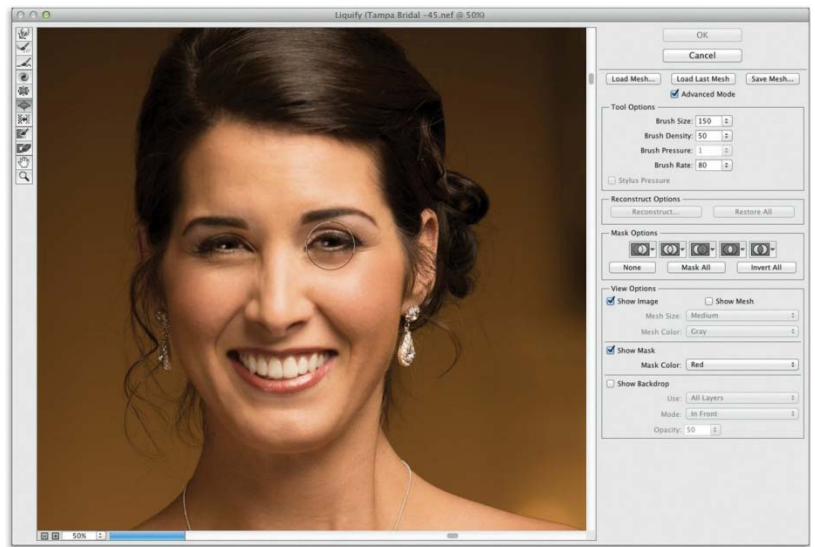 Liquify (Tampa Bridal -45.nef @ 50%)
OK
Cancel
Load Mesh... Load Last Mesh Save Mesh...
Advanced Mode
Tool Options
Brush Size: 150
Brush Density: 50
Brush Pressure: 1
Brush Rate: 80
Stylus Pressure
Reconstruct Options
Reconstruct... Restore All
Mask Options
None Mask All Invert All
View Options
Show Image Show Mesh
Mesh Size: Medium
Mesh Color: Gray
Show Mask
Mask Color: Red
Show Backdrop
Use: All Layers
Mode: In Front
Opacity: 50
50%